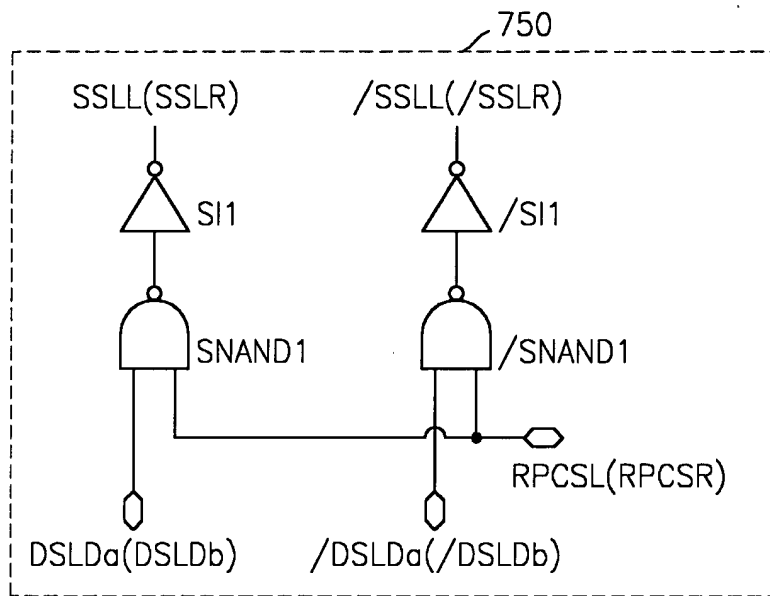 750
SSLL(SSLR)
/SSLL(/SSLR)
SI1
/SI1
SNAND1
/SNAND1
RPCSL(RPCSR)
DSLDa(DSLDb)
/DSLDa(/DSLDb)